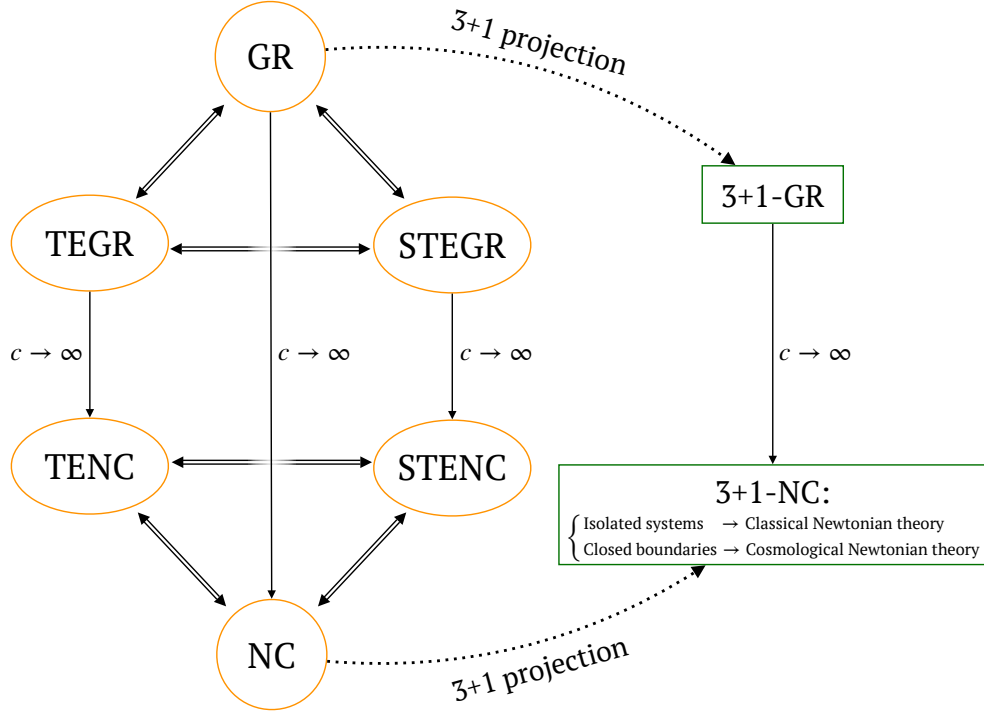 GR
3+1 projection
3+1-GR
TEGR
STEGR
c → ∞
c → ∞
c → ∞
c → ∞
TENC
STENC
3+1-NC:
Isolated systems → Classical Newtonian theory
Closed boundaries → Cosmological Newtonian theory
NC
3+1 projection